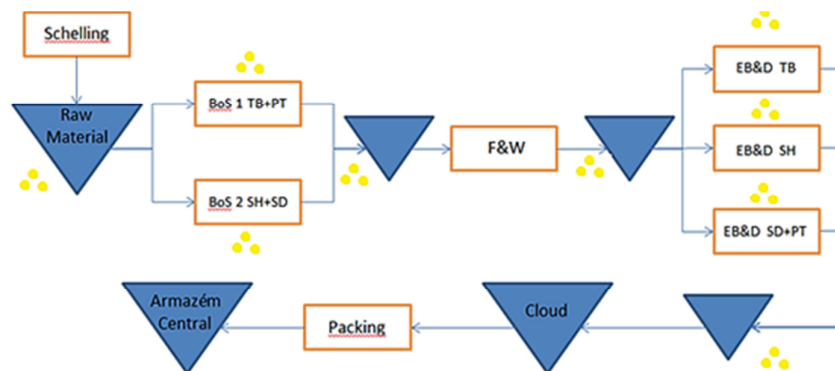 Schelling
Raw
Material
BoS 1 TB+PT
BoS 2 SH+SD
F&W
EB&D TB
EB&D SH
EB&D SD+PT
Armazém
Central
Packing
Cloud